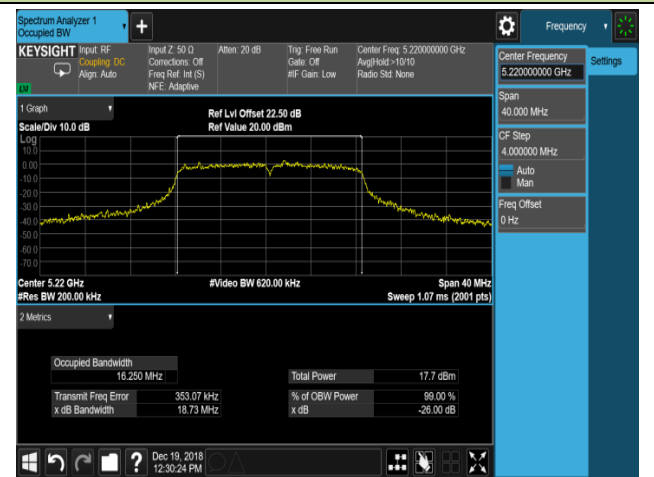 Spectrum Analyzer 1
Occupied BW
Frequency
KEYSIGHT
Input: RF
Coupling: DC
Align: Auto
Input Z: 50 Ω
Corrections: Off
Freq Ref: Int (S)
NFE: Adaptive
Atten: 20 dB
Trig: Free Run
Gate: Off
#IF Gain: Low
Center Freq: 5.220000000 GHz
Avg|Hold:>10/10
Radio Std: None
LVI
Center Frequency
5.220000000 GHz
Settings
Span
40.000 MHz
CF Step
4.000000 MHz
Auto
Man
Freq Offset
0 Hz
1 Graph
Scale/Div 10.0 dB
Ref Lvl Offset 22.50 dB
Ref Value 20.00 dBm
Log
10.0
0.00
-10.0
-20.0
-30.0
-40.0
-50.0
-60.0
-70.0
Center 5.22 GHz
#Video BW 620.00 kHz
Span 40 MHz
#Res BW 200.00 kHz
Sweep 1.07 ms (2001 pts)
2 Metrics
Occupied Bandwidth
16.250 MHz
Total Power 17.7 dBm
Transmit Freq Error 353.07 kHz
% of OBW Power 99.00 %
x dB Bandwidth 18.73 MHz
x dB -26.00 dB
?
Dec 19, 2018
12:30:24 PM